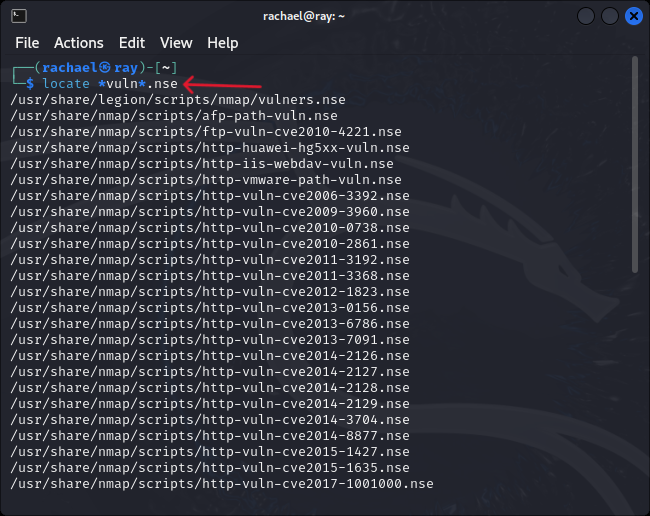 rachael@ray: ~
File Actions Edit View Help
┌──(rachael㉿ray)-[~]
└─$ locate *vuln*.nse
/usr/share/legion/scripts/nmap/vulners.nse
/usr/share/nmap/scripts/afp-path-vuln.nse
/usr/share/nmap/scripts/ftp-vuln-cve2010-4221.nse
/usr/share/nmap/scripts/http-huawei-hg5xx-vuln.nse
/usr/share/nmap/scripts/http-iis-webdav-vuln.nse
/usr/share/nmap/scripts/http-vmware-path-vuln.nse
/usr/share/nmap/scripts/http-vuln-cve2006-3392.nse
/usr/share/nmap/scripts/http-vuln-cve2009-3960.nse
/usr/share/nmap/scripts/http-vuln-cve2010-0738.nse
/usr/share/nmap/scripts/http-vuln-cve2010-2861.nse
/usr/share/nmap/scripts/http-vuln-cve2011-3192.nse
/usr/share/nmap/scripts/http-vuln-cve2011-3368.nse
/usr/share/nmap/scripts/http-vuln-cve2012-1823.nse
/usr/share/nmap/scripts/http-vuln-cve2013-0156.nse
/usr/share/nmap/scripts/http-vuln-cve2013-6786.nse
/usr/share/nmap/scripts/http-vuln-cve2013-7091.nse
/usr/share/nmap/scripts/http-vuln-cve2014-2126.nse
/usr/share/nmap/scripts/http-vuln-cve2014-2127.nse
/usr/share/nmap/scripts/http-vuln-cve2014-2128.nse
/usr/share/nmap/scripts/http-vuln-cve2014-2129.nse
/usr/share/nmap/scripts/http-vuln-cve2014-3704.nse
/usr/share/nmap/scripts/http-vuln-cve2014-8877.nse
/usr/share/nmap/scripts/http-vuln-cve2015-1427.nse
/usr/share/nmap/scripts/http-vuln-cve2015-1635.nse
/usr/share/nmap/scripts/http-vuln-cve2017-1001000.nse